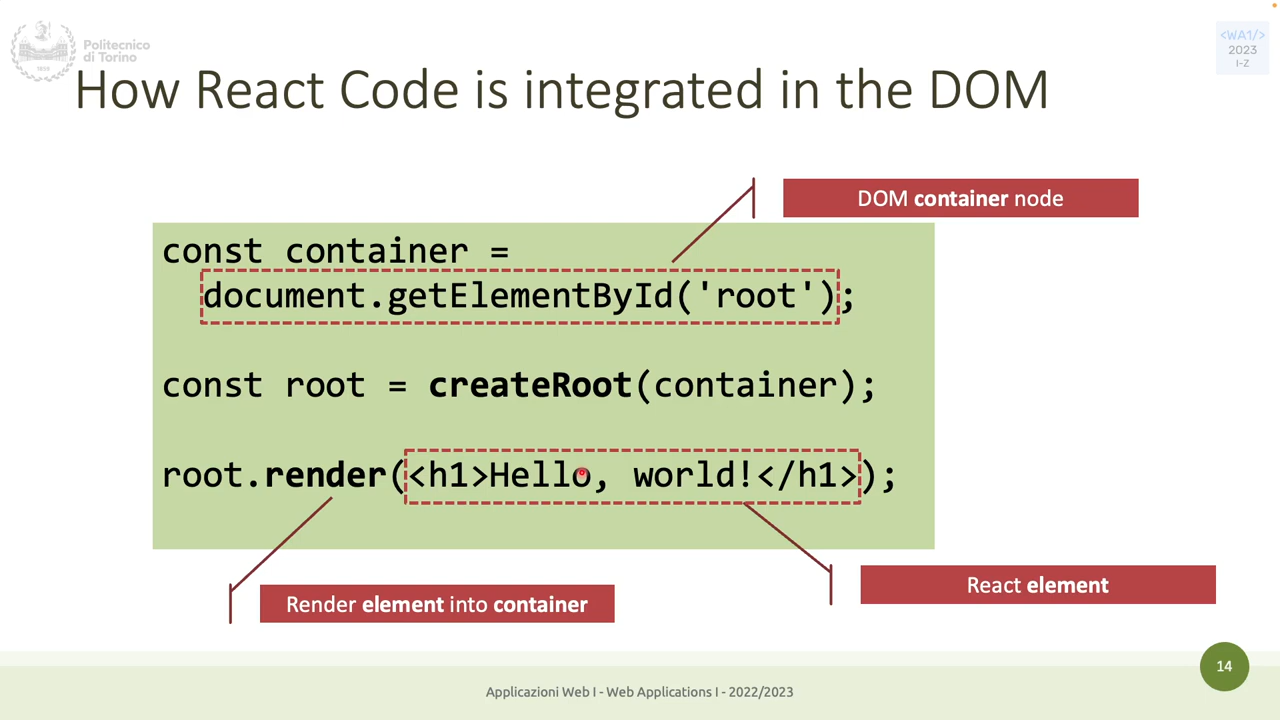 Politecnico
di Torino
1859
<WA1/>
2023
I-Z
How React Code is integrated in the DOM
DOM container node
const container =
document.getElementById('root');
const root = createRoot(container);
root.render(<h1>Hello, world!</h1>);
React element
Render element into container
14
Applicazioni Web I - Web Applications I - 2022/2023